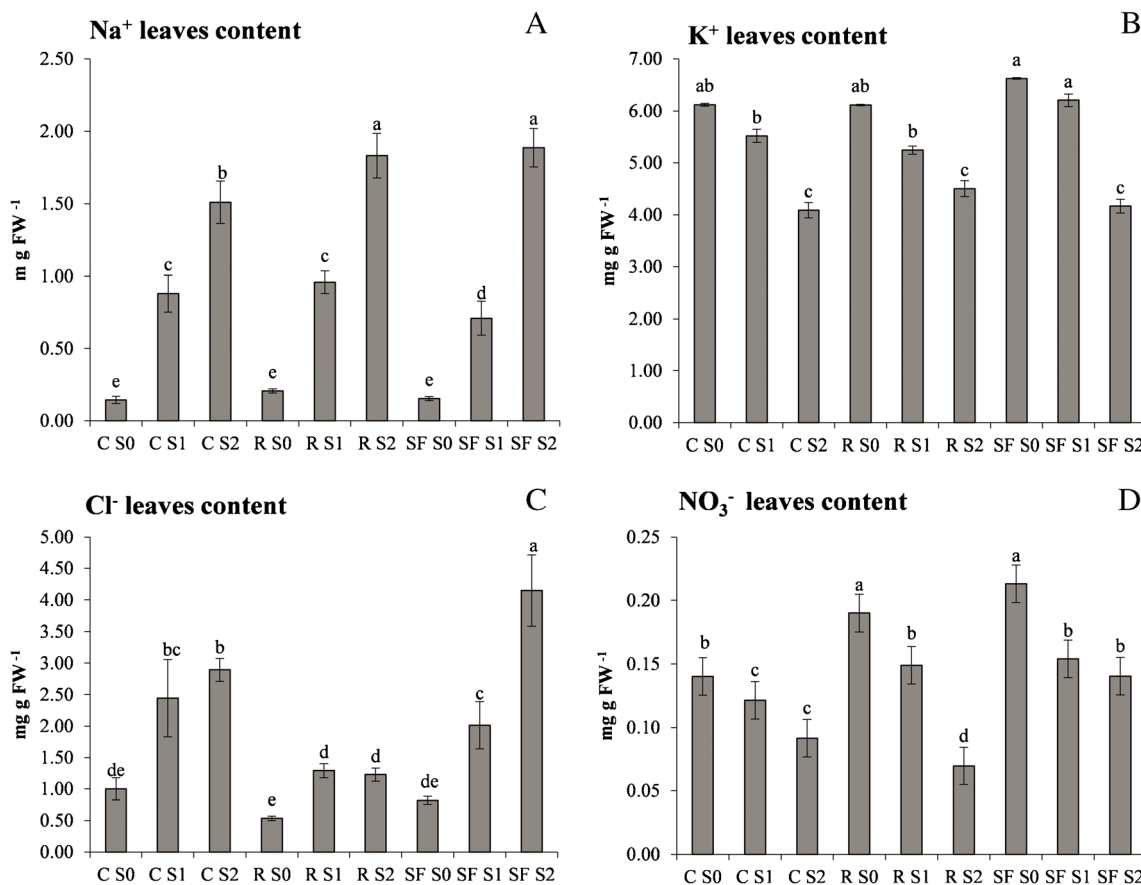 Na⁺ leaves content A
2.50
2.00
1.50
1.00
0.50
0.00
m g FW ⁻¹
e c b e c a e d a
C S0 C S1 C S2 R S0 R S1 R S2 SF S0 SF S1 SF S2
K⁺ leaves content B
7.00
6.00
5.00
4.00
3.00
2.00
1.00
0.00
mg g FW ⁻¹
ab b c ab b c a a c
C S0 C S1 C S2 R S0 R S1 R S2 SF S0 SF S1 SF S2
Cl⁻ leaves content C
5.00
4.50
4.00
3.50
3.00
2.50
2.00
1.50
1.00
0.50
0.00
mg g FW ⁻¹
de bc b e d d de c a
C S0 C S1 C S2 R S0 R S1 R S2 SF S0 SF S1 SF S2
NO₃⁻ leaves content D
0.25
0.20
0.15
0.10
0.05
0.00
mg g FW ⁻¹
b c c a b d a b b
C S0 C S1 C S2 R S0 R S1 R S2 SF S0 SF S1 SF S2